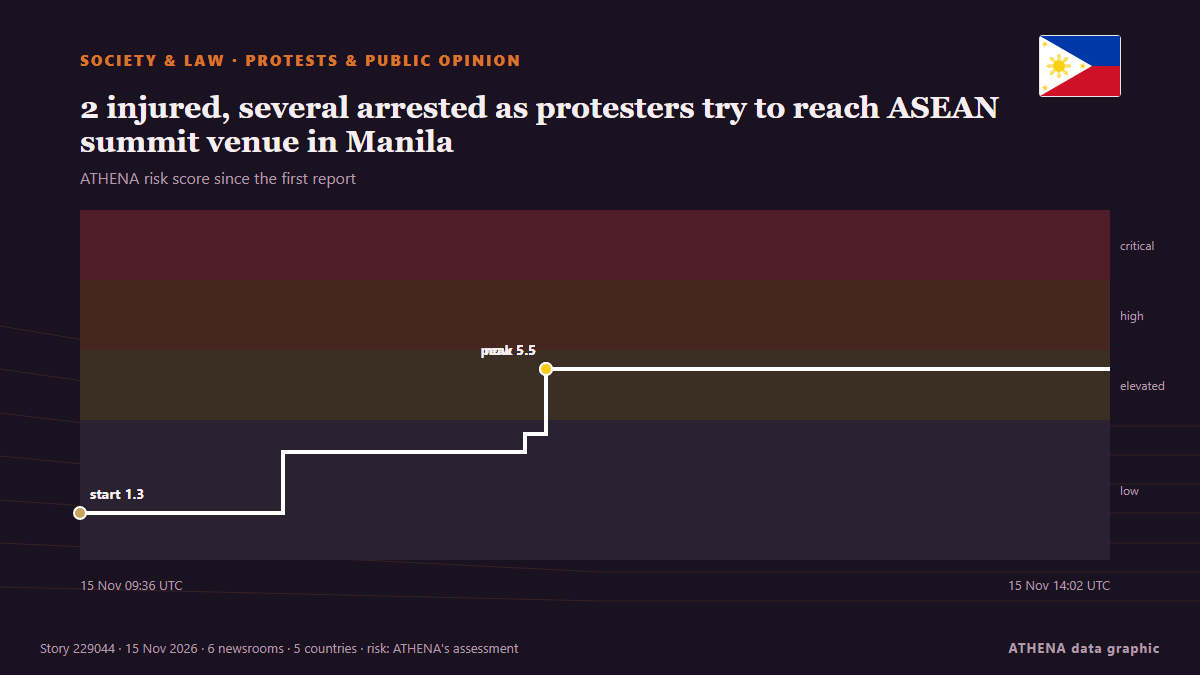 SOCIETY & LAW · PROTESTS & PUBLIC OPINION
2 injured, several arrested as protesters try to reach ASEAN
summit venue in Manila
ATHENA risk score since the first report
critical
high
peak 5.5
elevated
start 1.3
low
15 Nov 09:36 UTC
15 Nov 14:02 UTC
Story 229044 · 15 Nov 2026 · 6 newsrooms · 5 countries · risk: ATHENA's assessment
ATHENA data graphic